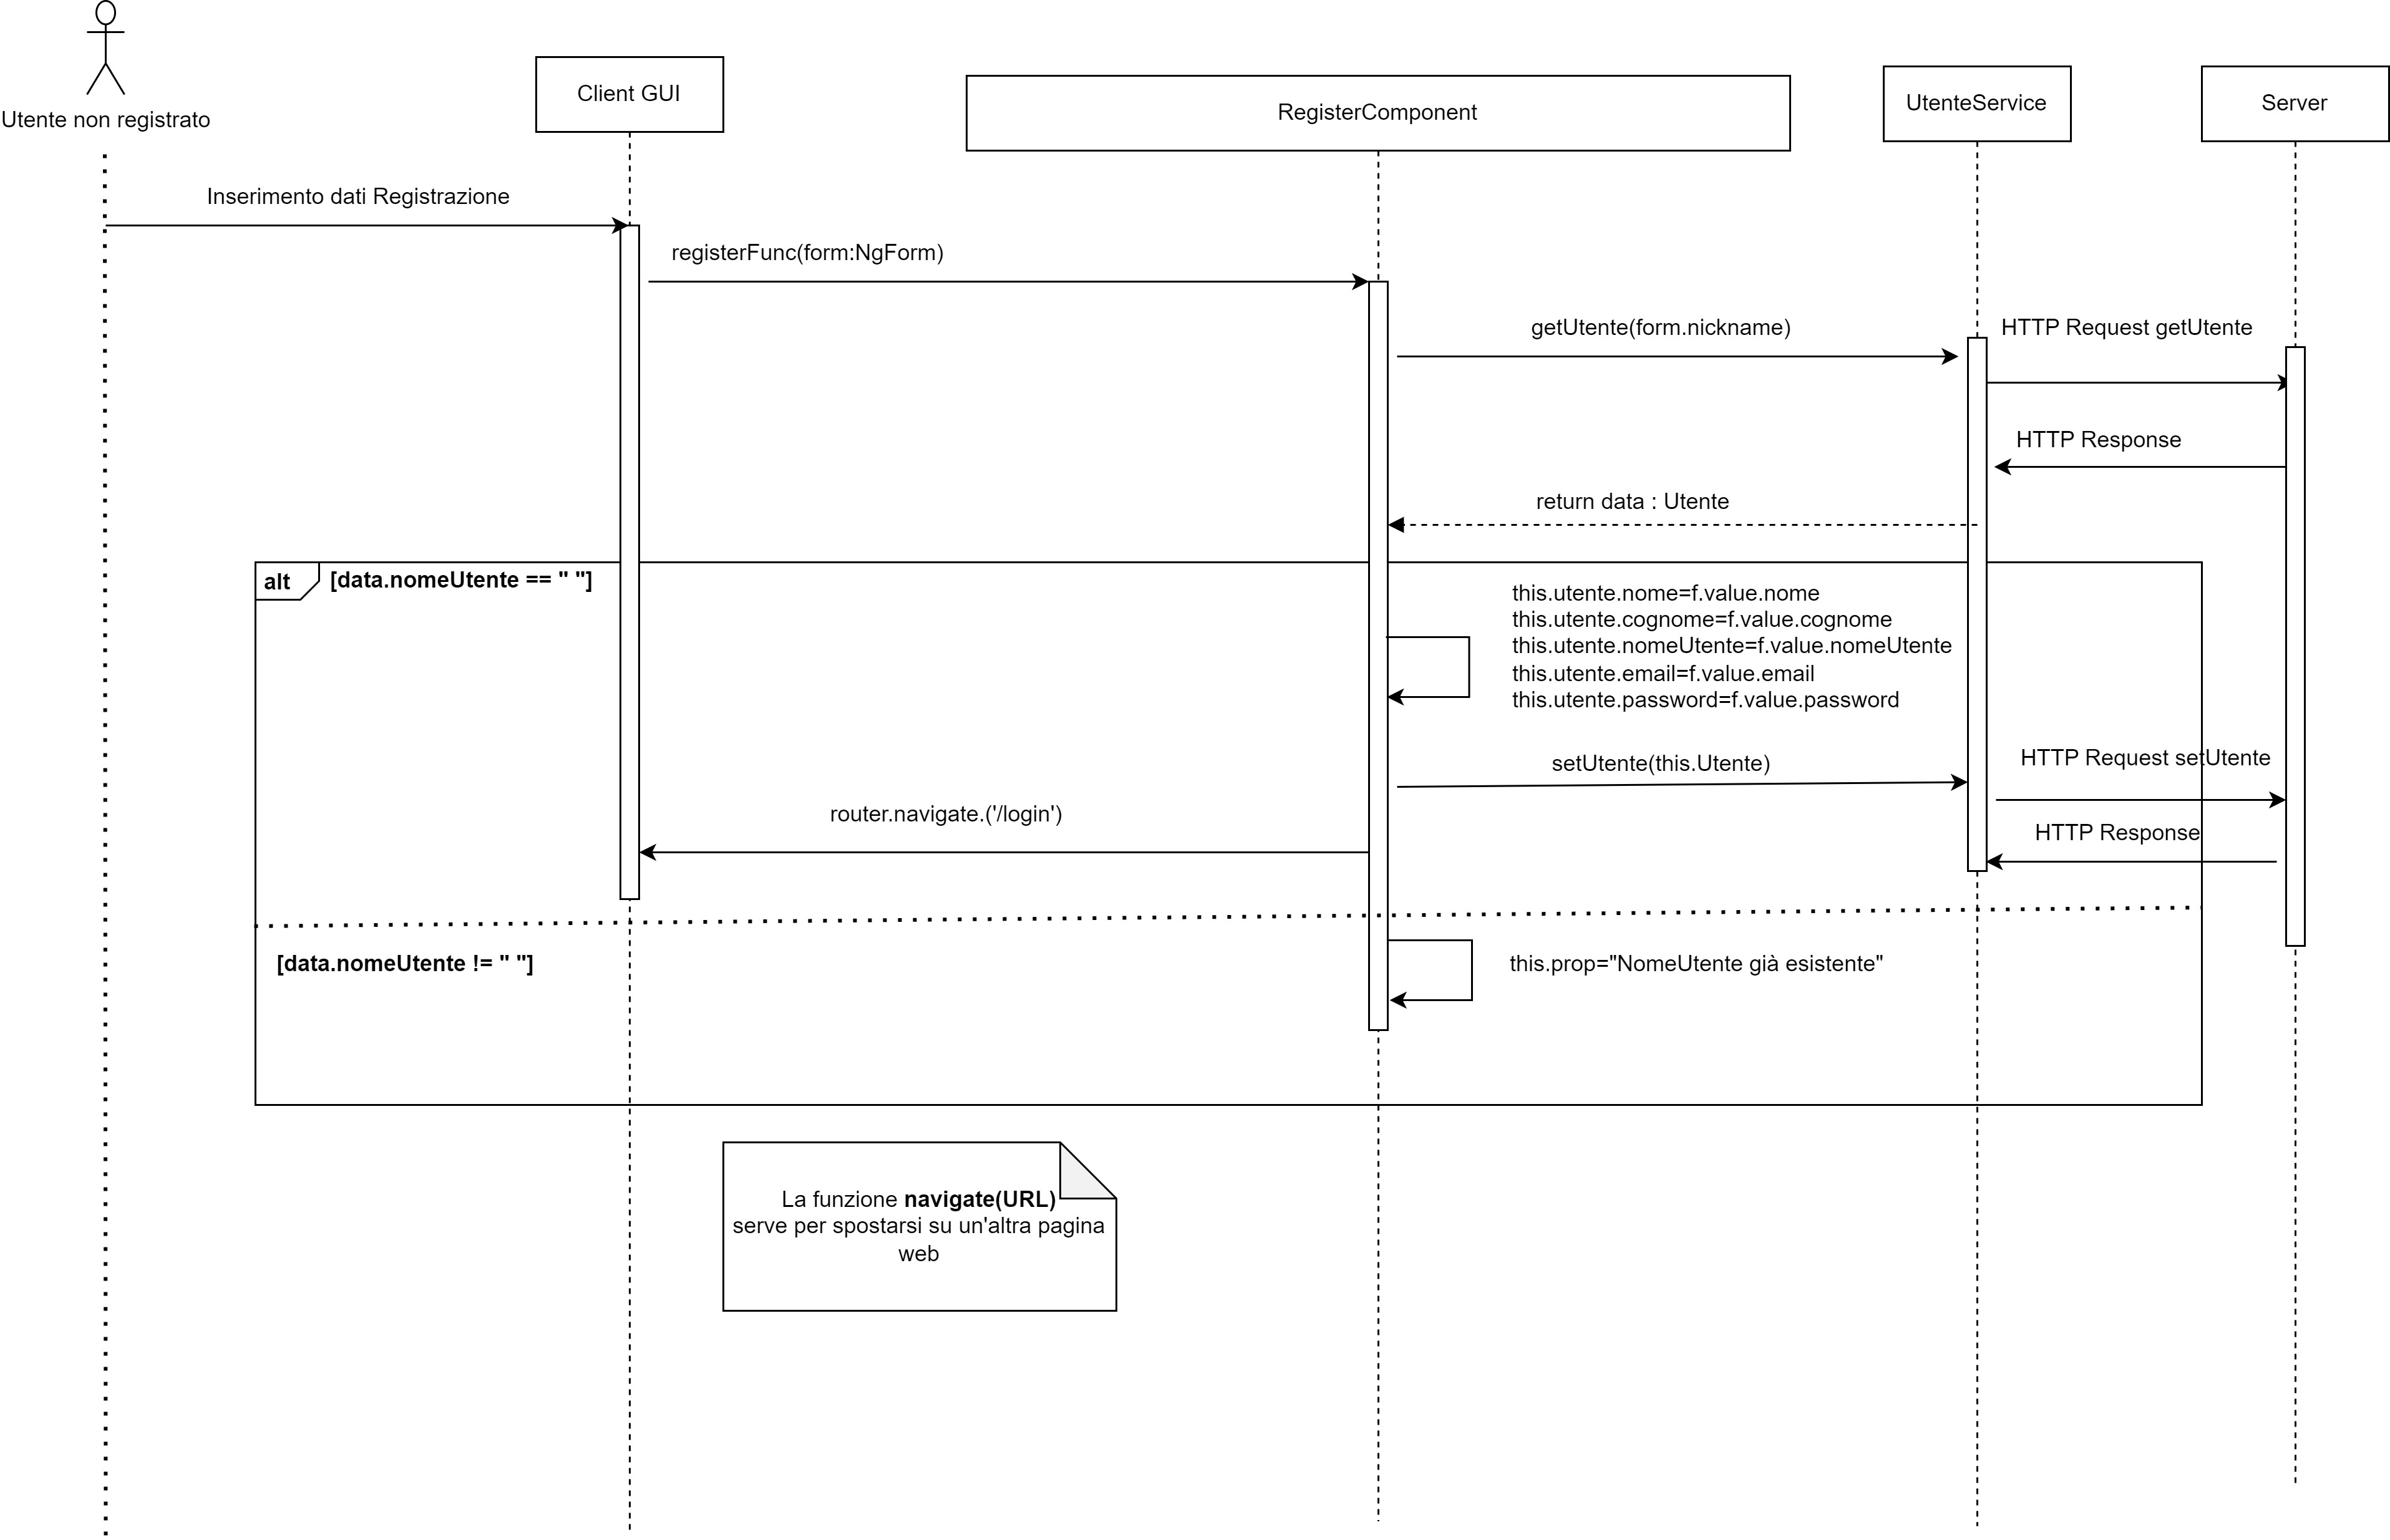 Utente non registrato
Client GUI
RegisterComponent
UtenteService
Server
Inserimento dati Registrazione
registerFunc(form:NgForm)
getUtente(form.nickname)
HTTP Request getUtente
HTTP Response
return data : Utente
alt
[data.nomeUtente == " "]
this.utente.nome=f.value.nome
this.utente.cognome=f.value.cognome
this.utente.nomeUtente=f.value.nomeUtente
this.utente.email=f.value.email
this.utente.password=f.value.password
setUtente(this.Utente)
HTTP Request setUtente
router.navigate.('/login')
HTTP Response
[data.nomeUtente != " "]
this.prop="NomeUtente già esistente"
La funzione navigate(URL)
serve per spostarsi su un'altra pagina
web